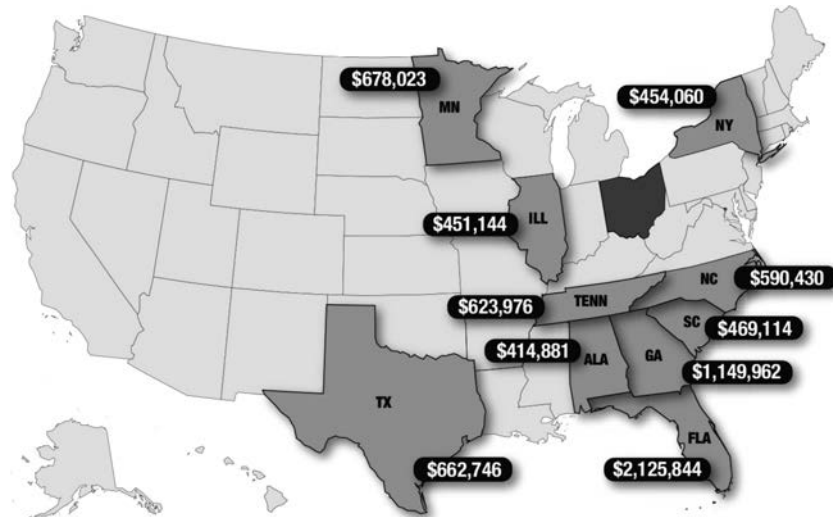 $678,023
MN
$454,060
NY
$451,144
ILL
NC
$590,430
$623,976
TENN
SC
$469,114
$414,881
ALA
GA
$1,149,962
TX
FLA
$662,746
$2,125,844